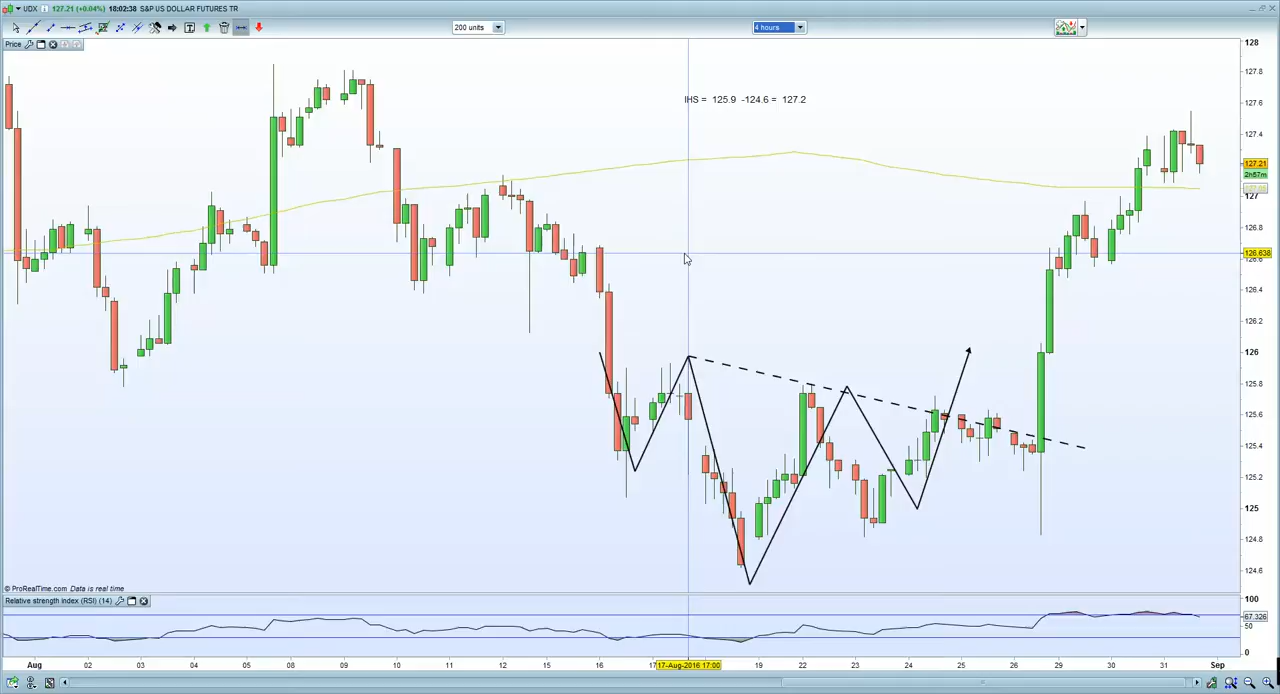 UDX 127.21 (+0.04%) 18:02:38 S&P US DOLLAR FUTURES TR
200 units
4 hours
Price
128
127.8
IHS = 125.9 -124.6 = 127.2
127.6
127.4
127.21
2h57m
127
126.8
126.638
126.4
126.2
126
125.8
125.6
125.4
125.2
125
124.8
124.6
© ProRealTime.com Data is real time
Relative strength index (RSI) (14)
100
67.326
50
0
Aug 02 03 04 05 08 09 10 11 12 15 16 17 17-Aug-2016 17:00 19 22 23 24 25 26 29 30 31 Sep